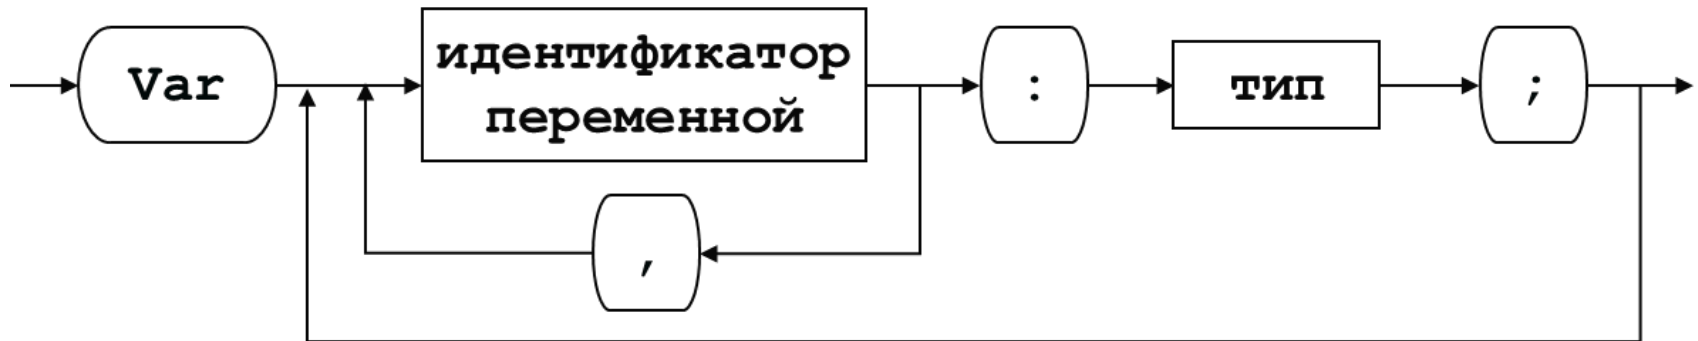 Var
идентификатор
переменной
:
тип
;
,